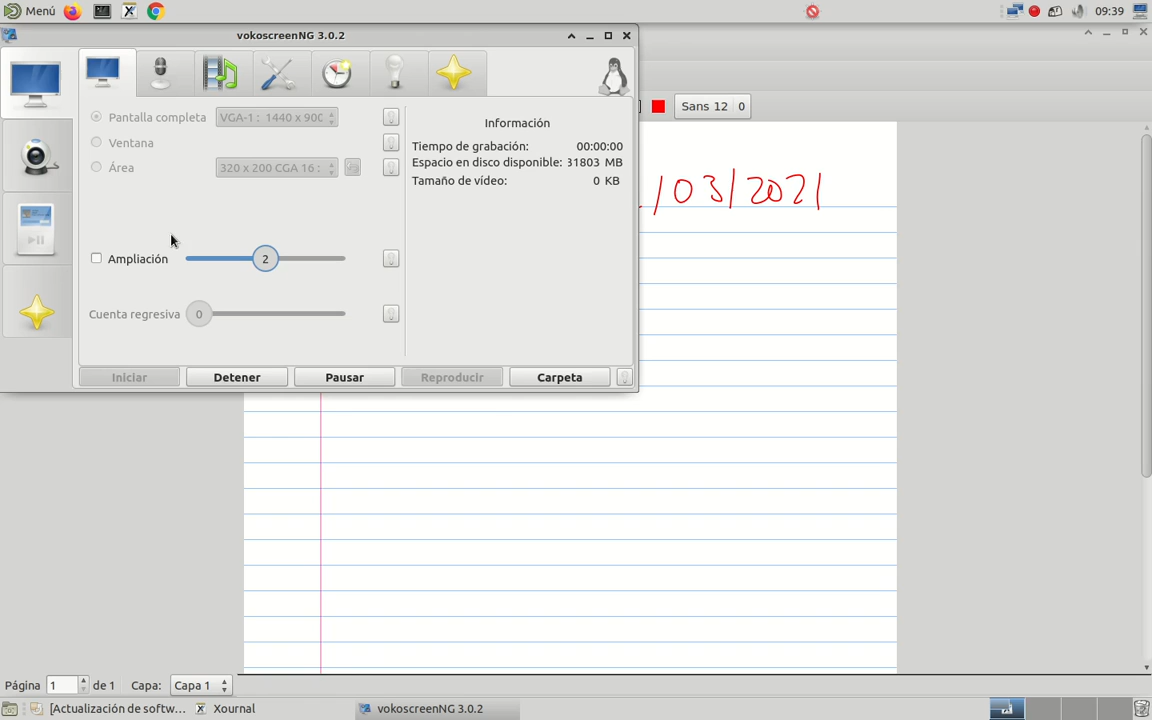 Menú
09:39
vokoscreenNG 3.0.2
Pantalla completa
VGA-1 : 1440 x 90
Ventana
Área
320 x 200 CGA 16 :
Información
Tiempo de grabación: 00:00:00
Espacio en disco disponible: 31803 MB
Tamaño de vídeo: 0 KB
Sans 12 0
/03/2021
Ampliación
2
Cuenta regresiva
0
Iniciar
Detener
Pausar
Reproducir
Carpeta
Página 1 de 1 Capa: Capa 1
[Actualización de softw...
Xournal
vokoscreenNG 3.0.2